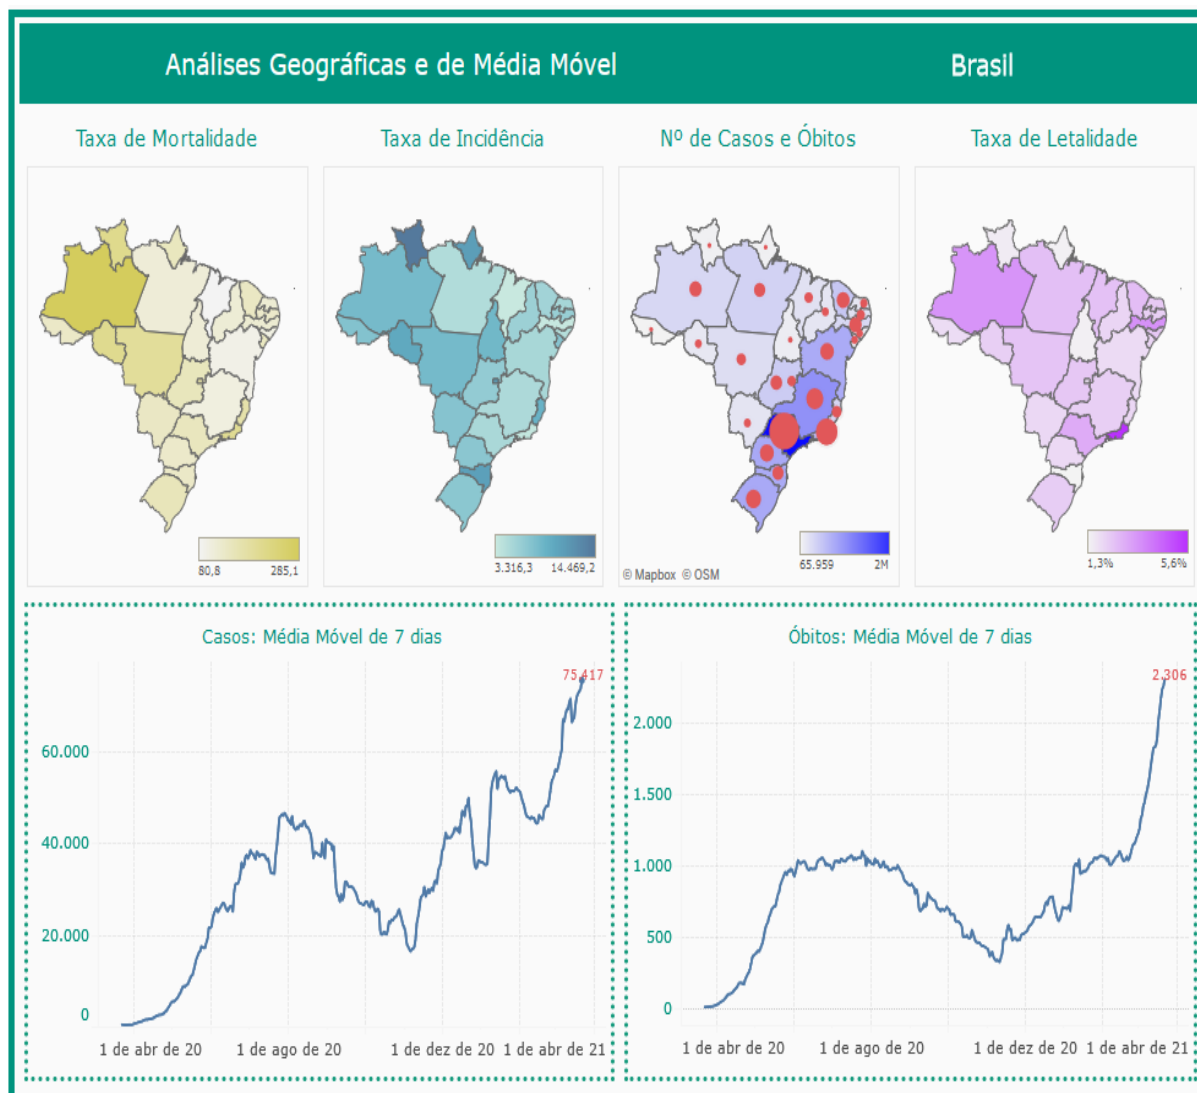 Análises Geográficas e de Média Móvel
Brasil
Taxa de Mortalidade
Taxa de Incidência
Nº de Casos e Óbitos
Taxa de Letalidade
80,8
285,1
3.316,3
14.469,2
© Mapbox © OSM
65.959
2M
1,3%
5,6%
Casos: Média Móvel de 7 dias
75.417
60.000
40.000
20.000
0
1 de abr de 20
1 de ago de 20
1 de dez de 20
1 de abr de 21
Óbitos: Média Móvel de 7 dias
2.306
2.000
1.500
1.000
500
0
1 de abr de 20
1 de ago de 20
1 de dez de 20
1 de abr de 21